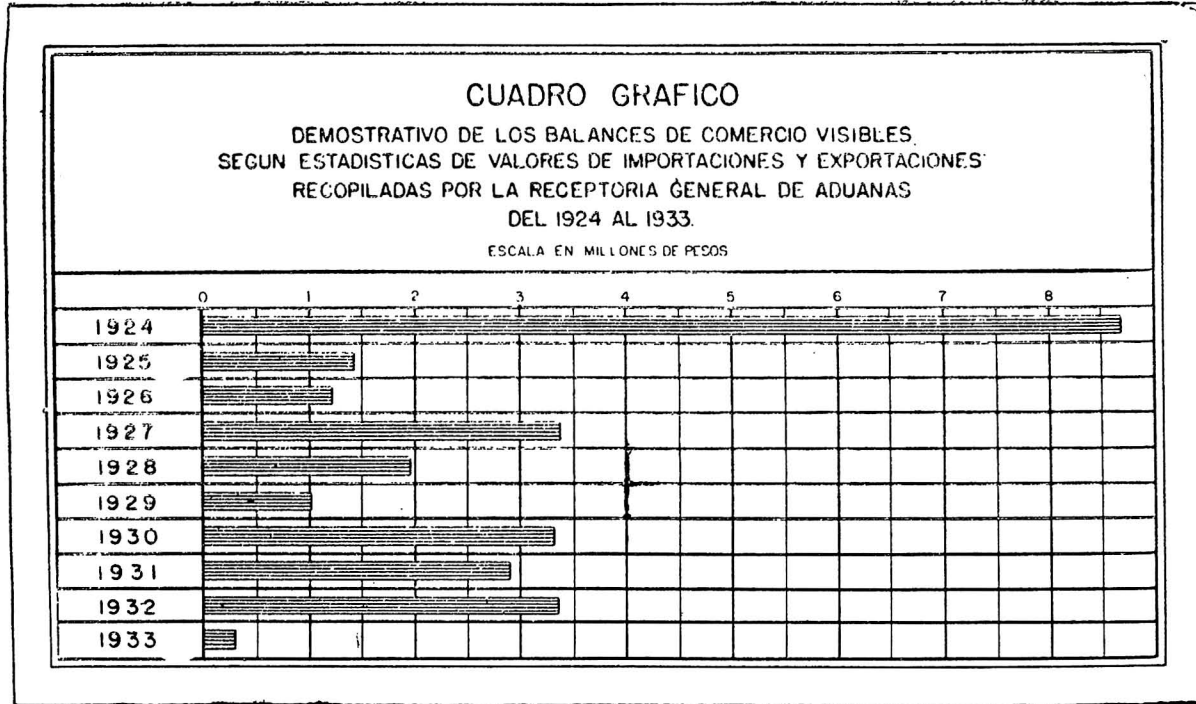 CUADRO GRAFICO
DEMOSTRATIVO DE LOS BALANCES DE COMERCIO VISIBLES.
SEGUN ESTADISTICAS DE VALORES DE IMPORTACIONES Y EXPORTACIONES
RECOPILADAS POR LA RECEPTORIA GENERAL DE ADUANAS
DEL 1924 AL 1933.
ESCALA EN MILLONES DE PESOS
0 1 2 3 4 5 6 7 8
1924
1925
1926
1927
1928
1929
1930
1931
1932
1933